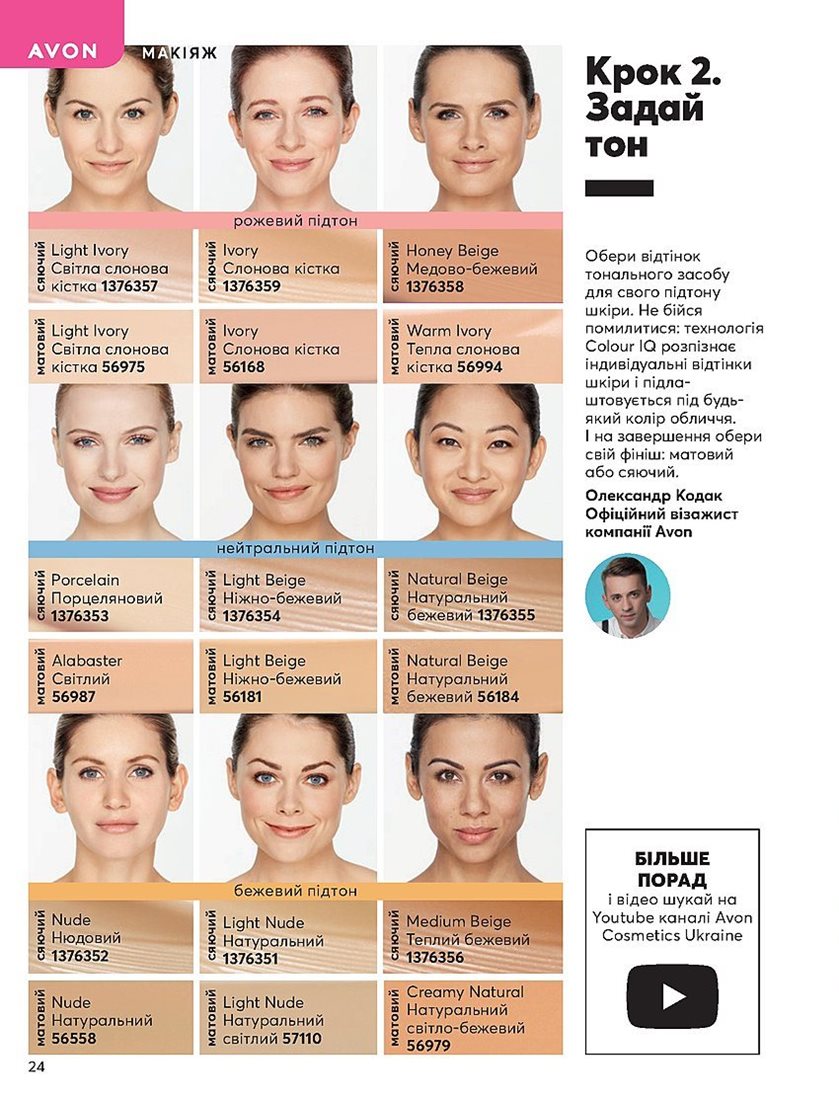 AVON
МАКІЯЖ
Крок 2.
Задай
тон
рожевий підтон
сяючий
Light Ivory
Світла слонова
кістка 1376357
Ivory
Слонова кістка
1376359
Honey Beige
Медово-бежевий
1376358
матовий
Light Ivory
Світла слонова
кістка 56975
Ivory
Слонова кістка
56168
Warm Ivory
Тепла слонова
кістка 56994
нейтральний підтон
сяючий
Porcelain
Порцеляновий
1376353
сяючий
Light Beige
Ніжно-бежевий
1376354
сяючий
Natural Beige
Натуральний
бежевий 1376355
матовий
Alabaster
Світлий
56987
матовий
Light Beige
Ніжно-бежевий
56181
матовий
Natural Beige
Натуральний
бежевий 56184
бежевий підтон
сяючий
Nude
Нюдовий
1376352
сяючий
Light Nude
Натуральний
1376351
сяючий
Medium Beige
Теплий бежевий
1376356
матовий
Nude
Натуральний
56558
матовий
Light Nude
Натуральний
світлий 57110
матовий
Creamy Natural
Натуральний
світло-бежевий
56979
Обери відтінок
тонального засобу
для свого підтону
шкіри. Не бійся
помилитися: технологія
Colour IQ розпізнає
індивідуальні відтінки
шкіри і підла-
штовується під будь-
який колір обличчя.
І на завершення обери
свій фініш: матовий
або сяючий.
Олександр Кодак
Офіційний візажист
компанії Avon
БІЛЬШЕ
ПОРАД
і відео шукай на
Youtube каналі Avon
Cosmetics Ukraine
24